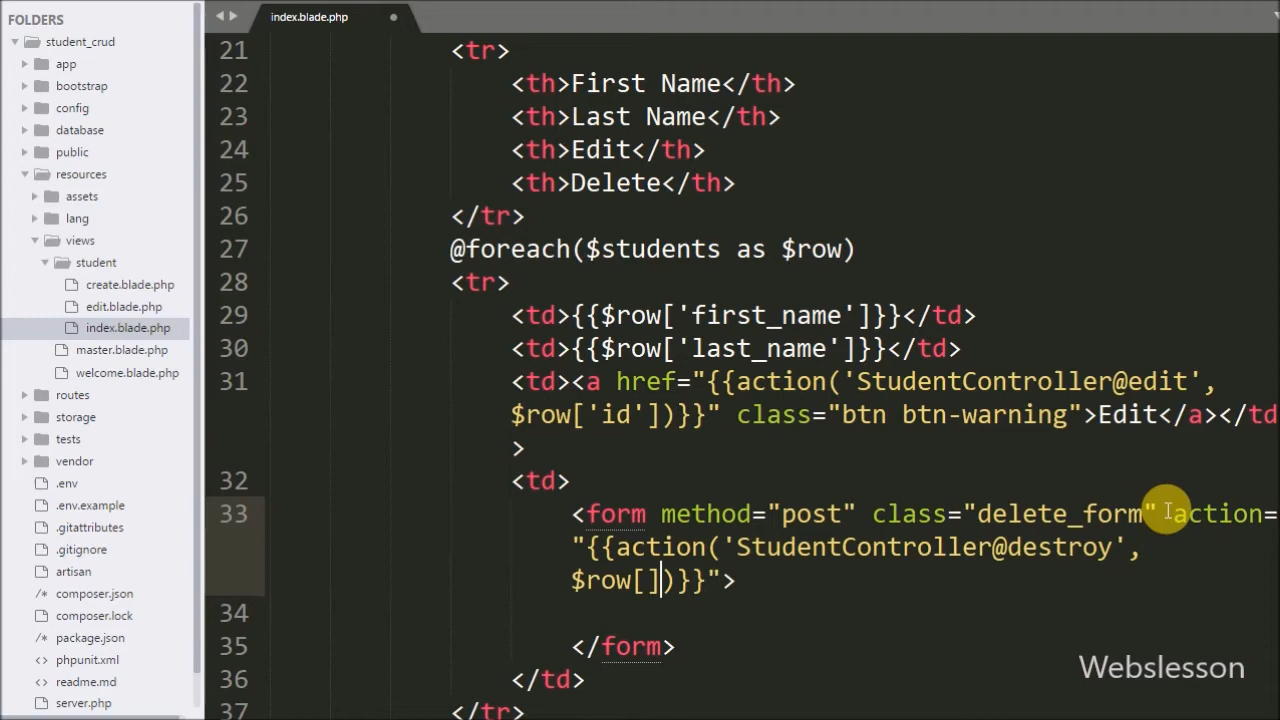 FOLDERS
student_crud
app
bootstrap
config
database
public
resources
assets
lang
views
student
create.blade.php
edit.blade.php
index.blade.php
master.blade.php
welcome.blade.php
routes
storage
tests
vendor
.env
.env.example
.gitattributes
.gitignore
artisan
composer.json
composer.lock
package.json
phpunit.xml
readme.md
server.php
index.blade.php
21 <tr>
22 <th>First Name</th>
23 <th>Last Name</th>
24 <th>Edit</th>
25 <th>Delete</th>
26 </tr>
27 @foreach($students as $row)
28 <tr>
29 <td>{{$row['first_name']}}</td>
30 <td>{{$row['last_name']}}</td>
31 <td><a href="{{action('StudentController@edit',
$row['id'])}}" class="btn btn-warning">Edit</a></td
>
32 <td>
33 <form method="post" class="delete_form" action=
"{{action('StudentController@destroy',
$row[])}}">
34
35 </form>
36 </td>
37 </tr>
Webslesson